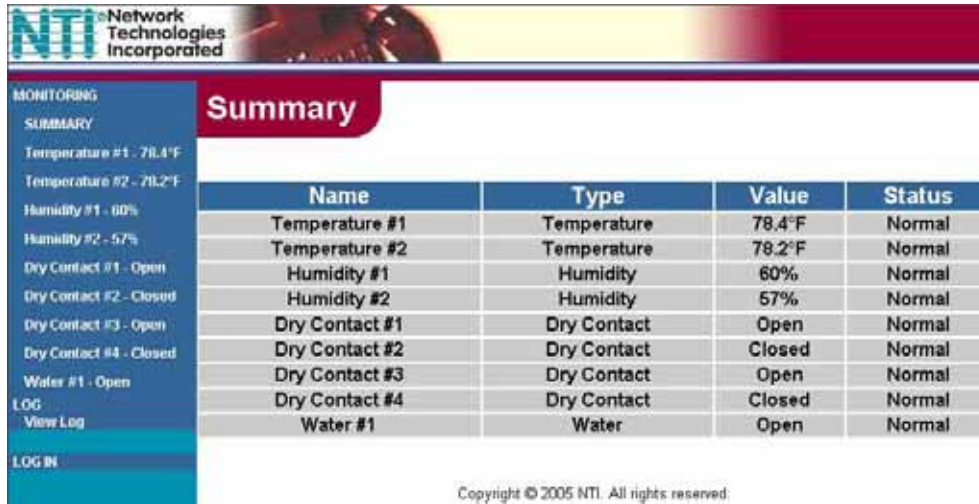 NTI
Network
Technologies
Incorporated
MONITORING
SUMMARY
Temperature #1 - 78.4°F
Temperature #2 - 78.2°F
Humidity #1 - 60%
Humidity #2 - 57%
Dry Contact #1 - Open
Dry Contact #2 - Closed
Dry Contact #3 - Open
Dry Contact #4 - Closed
Water #1 - Open
LOG
View Log
LOG IN
Summary
Name Type Value Status
Temperature #1 Temperature 78.4°F Normal
Temperature #2 Temperature 78.2°F Normal
Humidity #1 Humidity 60% Normal
Humidity #2 Humidity 57% Normal
Dry Contact #1 Dry Contact Open Normal
Dry Contact #2 Dry Contact Closed Normal
Dry Contact #3 Dry Contact Open Normal
Dry Contact #4 Dry Contact Closed Normal
Water #1 Water Open Normal
Copyright © 2005 NTI. All rights reserved.